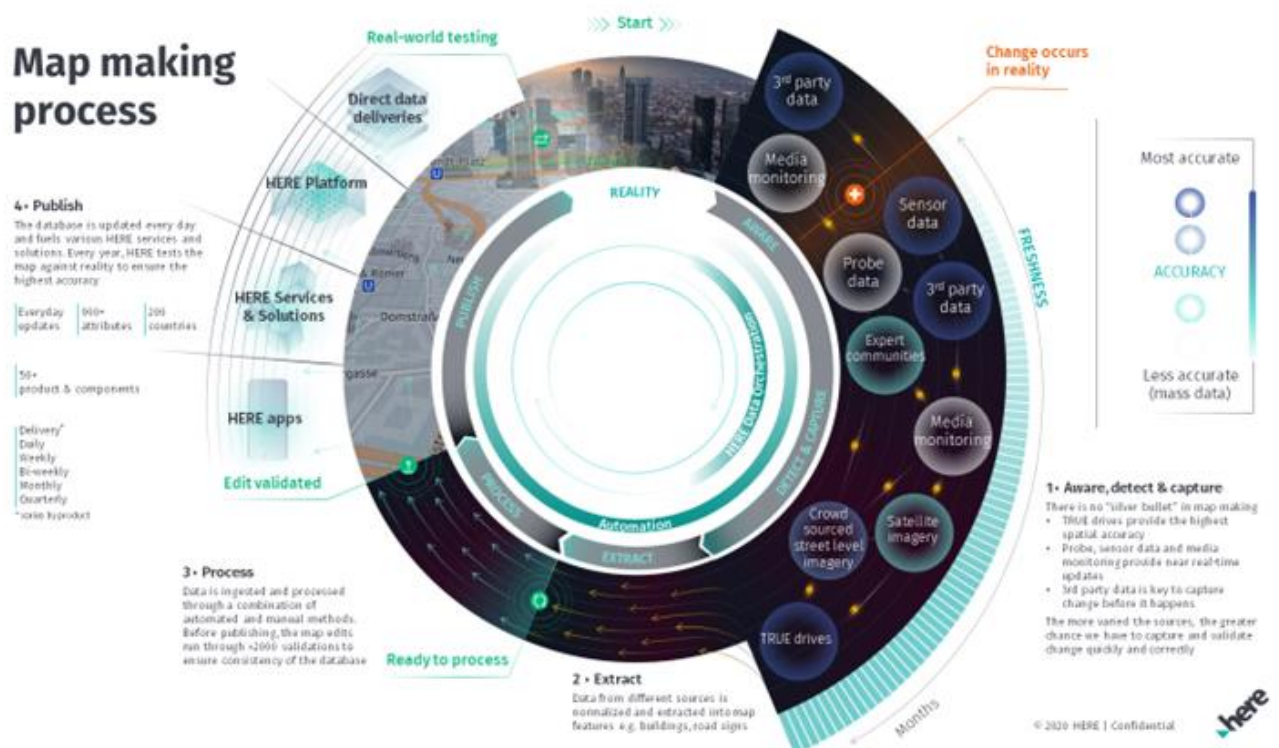 Map making
process
Start
Real-world testing
Change occurs
in reality
Direct data
deliveries
HERE Platform
HERE Services
& Solutions
HERE apps
Edit validated
Ready to process
4 • Publish
The database is updated every day
and fuels various HERE services and
solutions. Every year, HERE tests the
map against reality to ensure the
highest accuracy
Everyday
updates
900+
attributes
200
countries
50+
product & components
Delivery*
Daily
Weekly
Bi-weekly
Monthly
Quarterly
* varies by product
3 • Process
Data is ingested and processed
through a combination of
automated and manual methods.
Before publishing, the map edits
run through +2000 validations to
ensure consistency of the database
2 • Extract
Data from different sources is
normalized and extracted into map
features e.g. buildings, road signs
REALITY
AWARE
DETECT & CAPTURE
EXTRACT
PROCESS
PUBLISH
HERE Data Orchestration
Automation
Domstraße
gasse
& Römer
3rd party
data
Media
monitoring
Sensor
data
Probe
data
3rd party
data
Expert
communities
Media
monitoring
Crowd
sourced
street level
imagery
Satellite
imagery
TRUE drives
FRESHNESS
Months
Most accurate
ACCURACY
Less accurate
(mass data)
1 • Aware, detect & capture
There is no "silver bullet" in map making
• TRUE drives provide the highest
spatial accuracy
• Probe, sensor data and media
monitoring provide near real-time
updates
• 3rd party data is key to capture
change before it happens
The more varied the sources, the greater
chance we have to capture and validate
change quickly and correctly
© 2020 HERE | Confidential
here